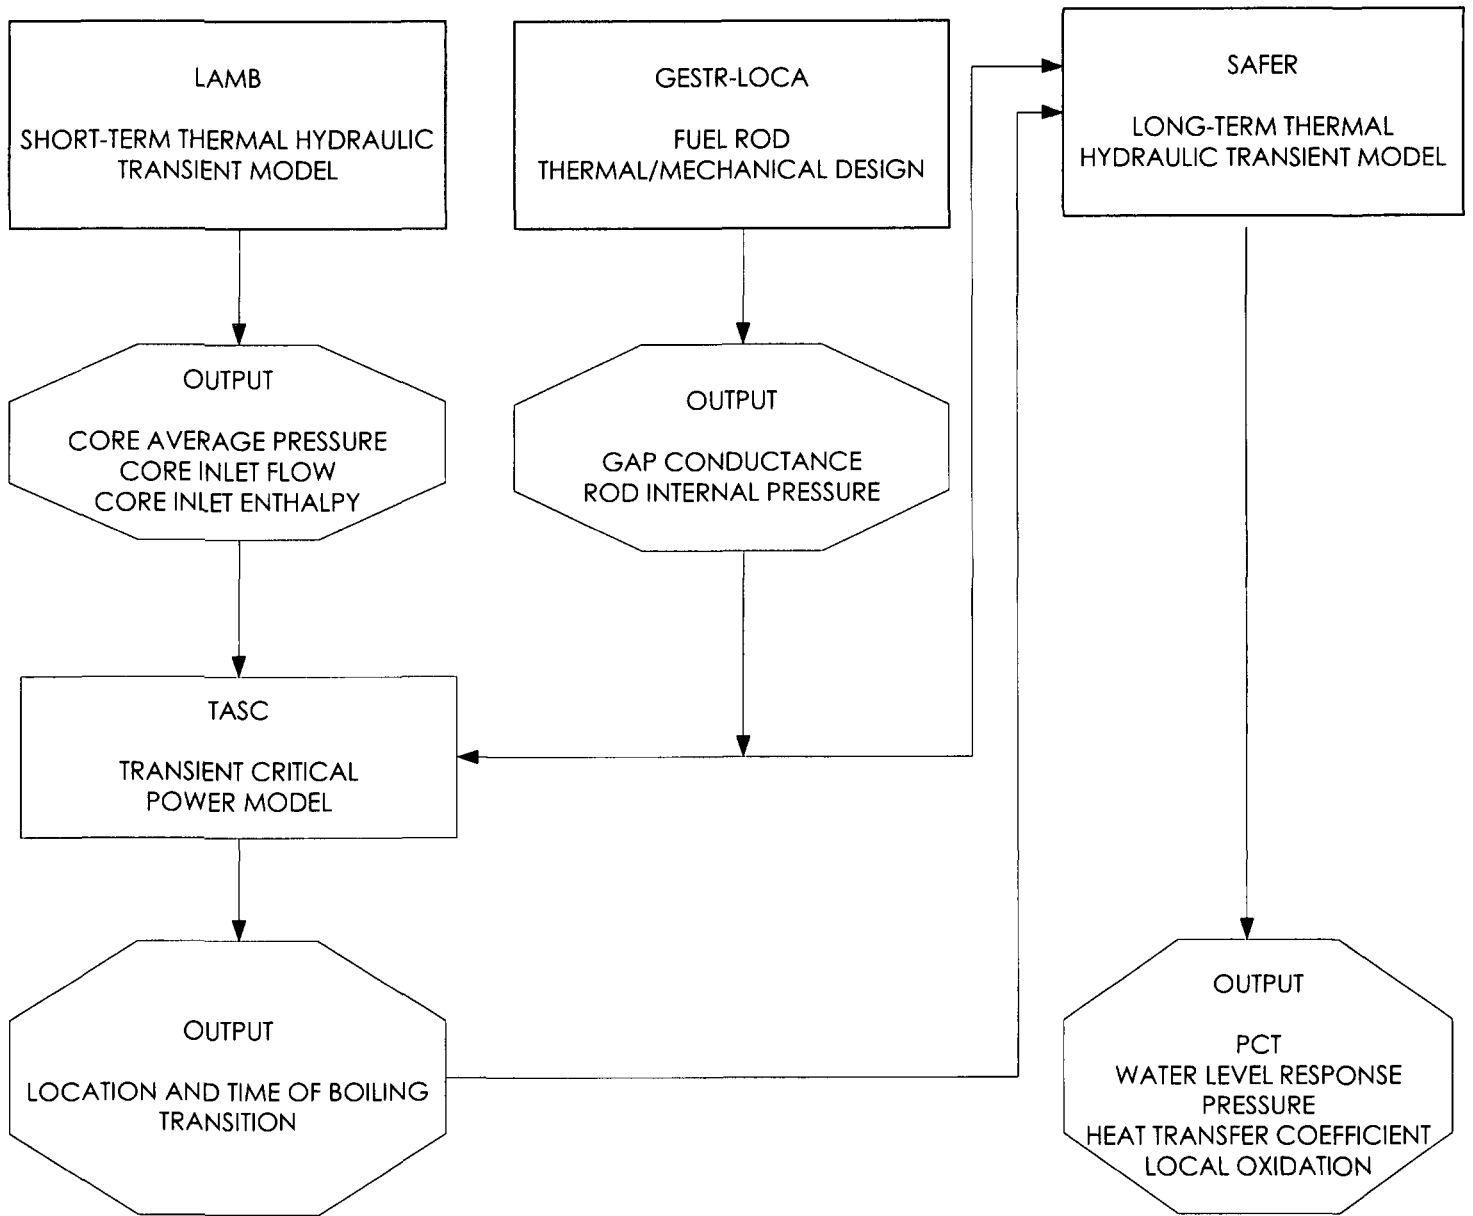 LAMB
SHORT-TERM THERMAL HYDRAULIC
TRANSIENT MODEL
GESTR-LOCA
FUEL ROD
THERMAL/MECHANICAL DESIGN
SAFER
LONG-TERM THERMAL
HYDRAULIC TRANSIENT MODEL
OUTPUT
CORE AVERAGE PRESSURE
CORE INLET FLOW
CORE INLET ENTHALPY
OUTPUT
GAP CONDUCTANCE
ROD INTERNAL PRESSURE
TASC
TRANSIENT CRITICAL
POWER MODEL
OUTPUT
LOCATION AND TIME OF BOILING
TRANSITION
OUTPUT
PCT
WATER LEVEL RESPONSE
PRESSURE
HEAT TRANSFER COEFFICIENT
LOCAL OXIDATION